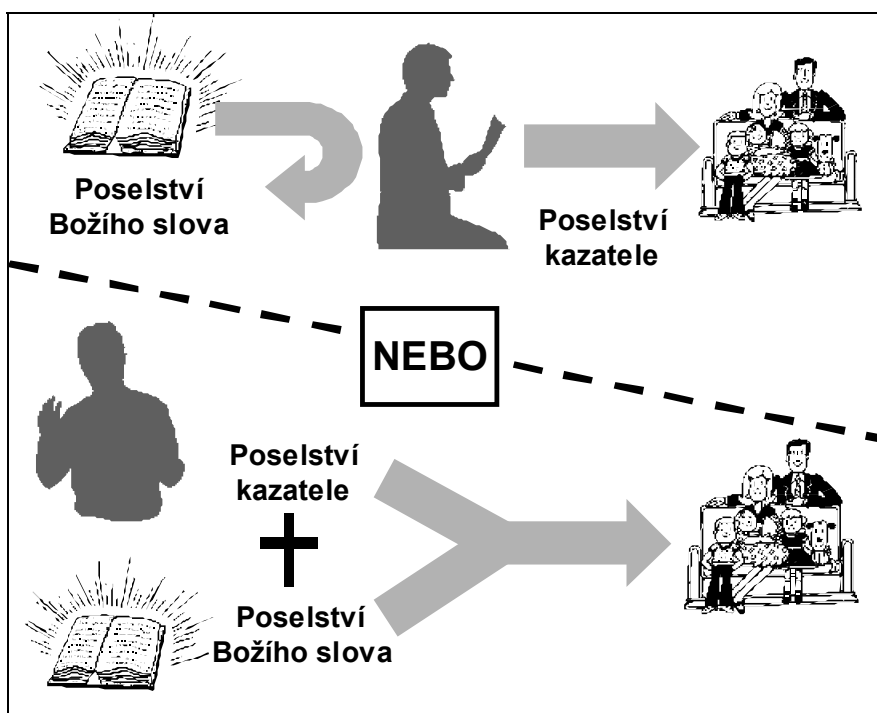 Poselství
Božího slova
Poselství
kazatele
NEBO
Poselství
kazatele
+
Poselství
Božího slova